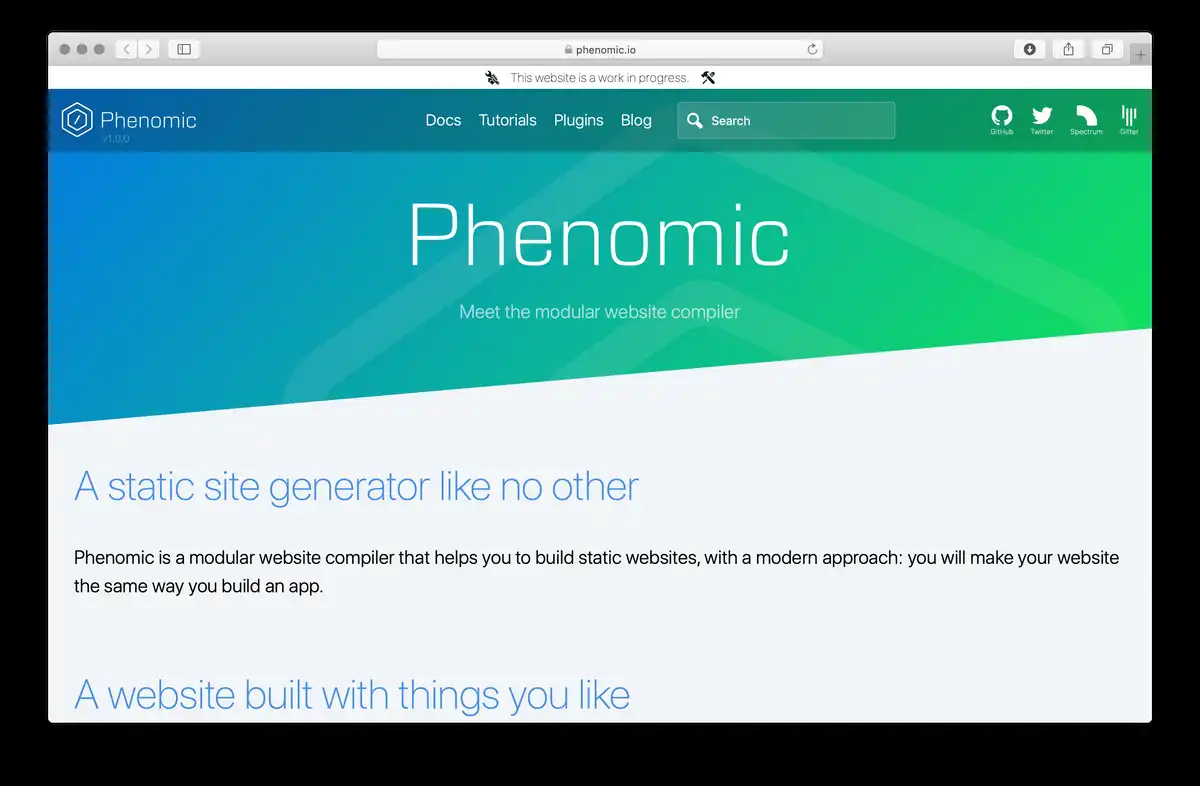 phenomic.io
This website is a work in progress.
Phenomic
v1.0.0
Docs Tutorials Plugins Blog
Search
GitHub Twitter Spectrum Gitter
Phenomic
Meet the modular website compiler
A static site generator like no other
Phenomic is a modular website compiler that helps you to build static websites, with a modern approach: you will make your website
the same way you build an app.
A website built with things you like